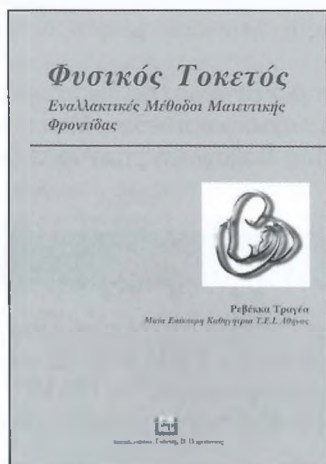 Φυσικός Τοκετός
Εναλλακτικές Μέθοδοι Μαιευτικής
Φροντίδας
Ρεβέκκα Τραγέα
Μαία Επίκουρη Καθηγήτρια Τ.Ε.Ι. Αθήνας